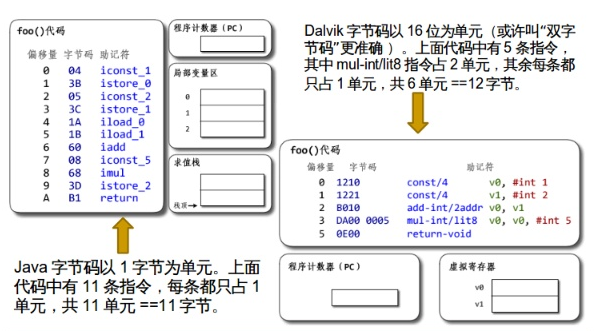 foo()代码
偏移量 字节码 助记符
0 04 iconst_1
1 3B istore_0
2 05 iconst_2
3 3C istore_1
4 1A iload_0
5 1B iload_1
6 60 iadd
7 08 iconst_5
8 68 imul
9 3D istore_2
A B1 return
程序计数器（PC）
局部变量区
0
1
2
求值栈
栈顶→
Java 字节码以 1 字节为单元。上面
代码中有 11 条指令，每条都只占 1
单元，共 11 单元 ==11 字节。
Dalvik 字节码以 16 位为单元（或许叫“双字
节码”更准确 ）。上面代码中有 5 条指令，
其中 mul-int/lit8 指令占 2 单元，其余每条都
只占 1 单元，共 6 单元 ==12 字节。
foo()代码
偏移量 字节码 助记符
0 1210 const/4 v0, #int 1
1 1221 const/4 v1, #int 2
2 B010 add-int/2addr v0, v1
3 DA00 0005 mul-int/lit8 v0, v0, #int 5
5 0E00 return-void
程序计数器（PC）
虚拟寄存器
v0
v1